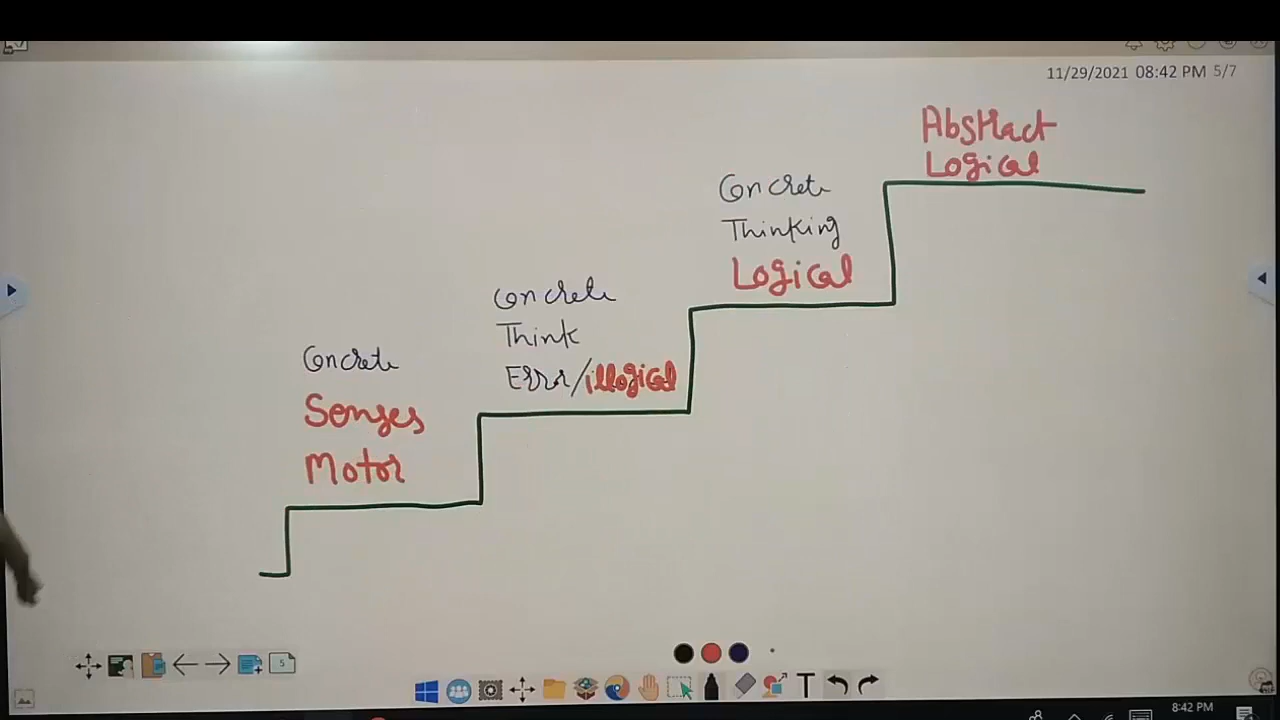 11/29/2021 08:42 PM 5/7
Abstract
Logical
Concrete
Thinking
Logical
Concrete
Think
Error/illogical
Concrete
Senses
Motor
5
T
8:42 PM